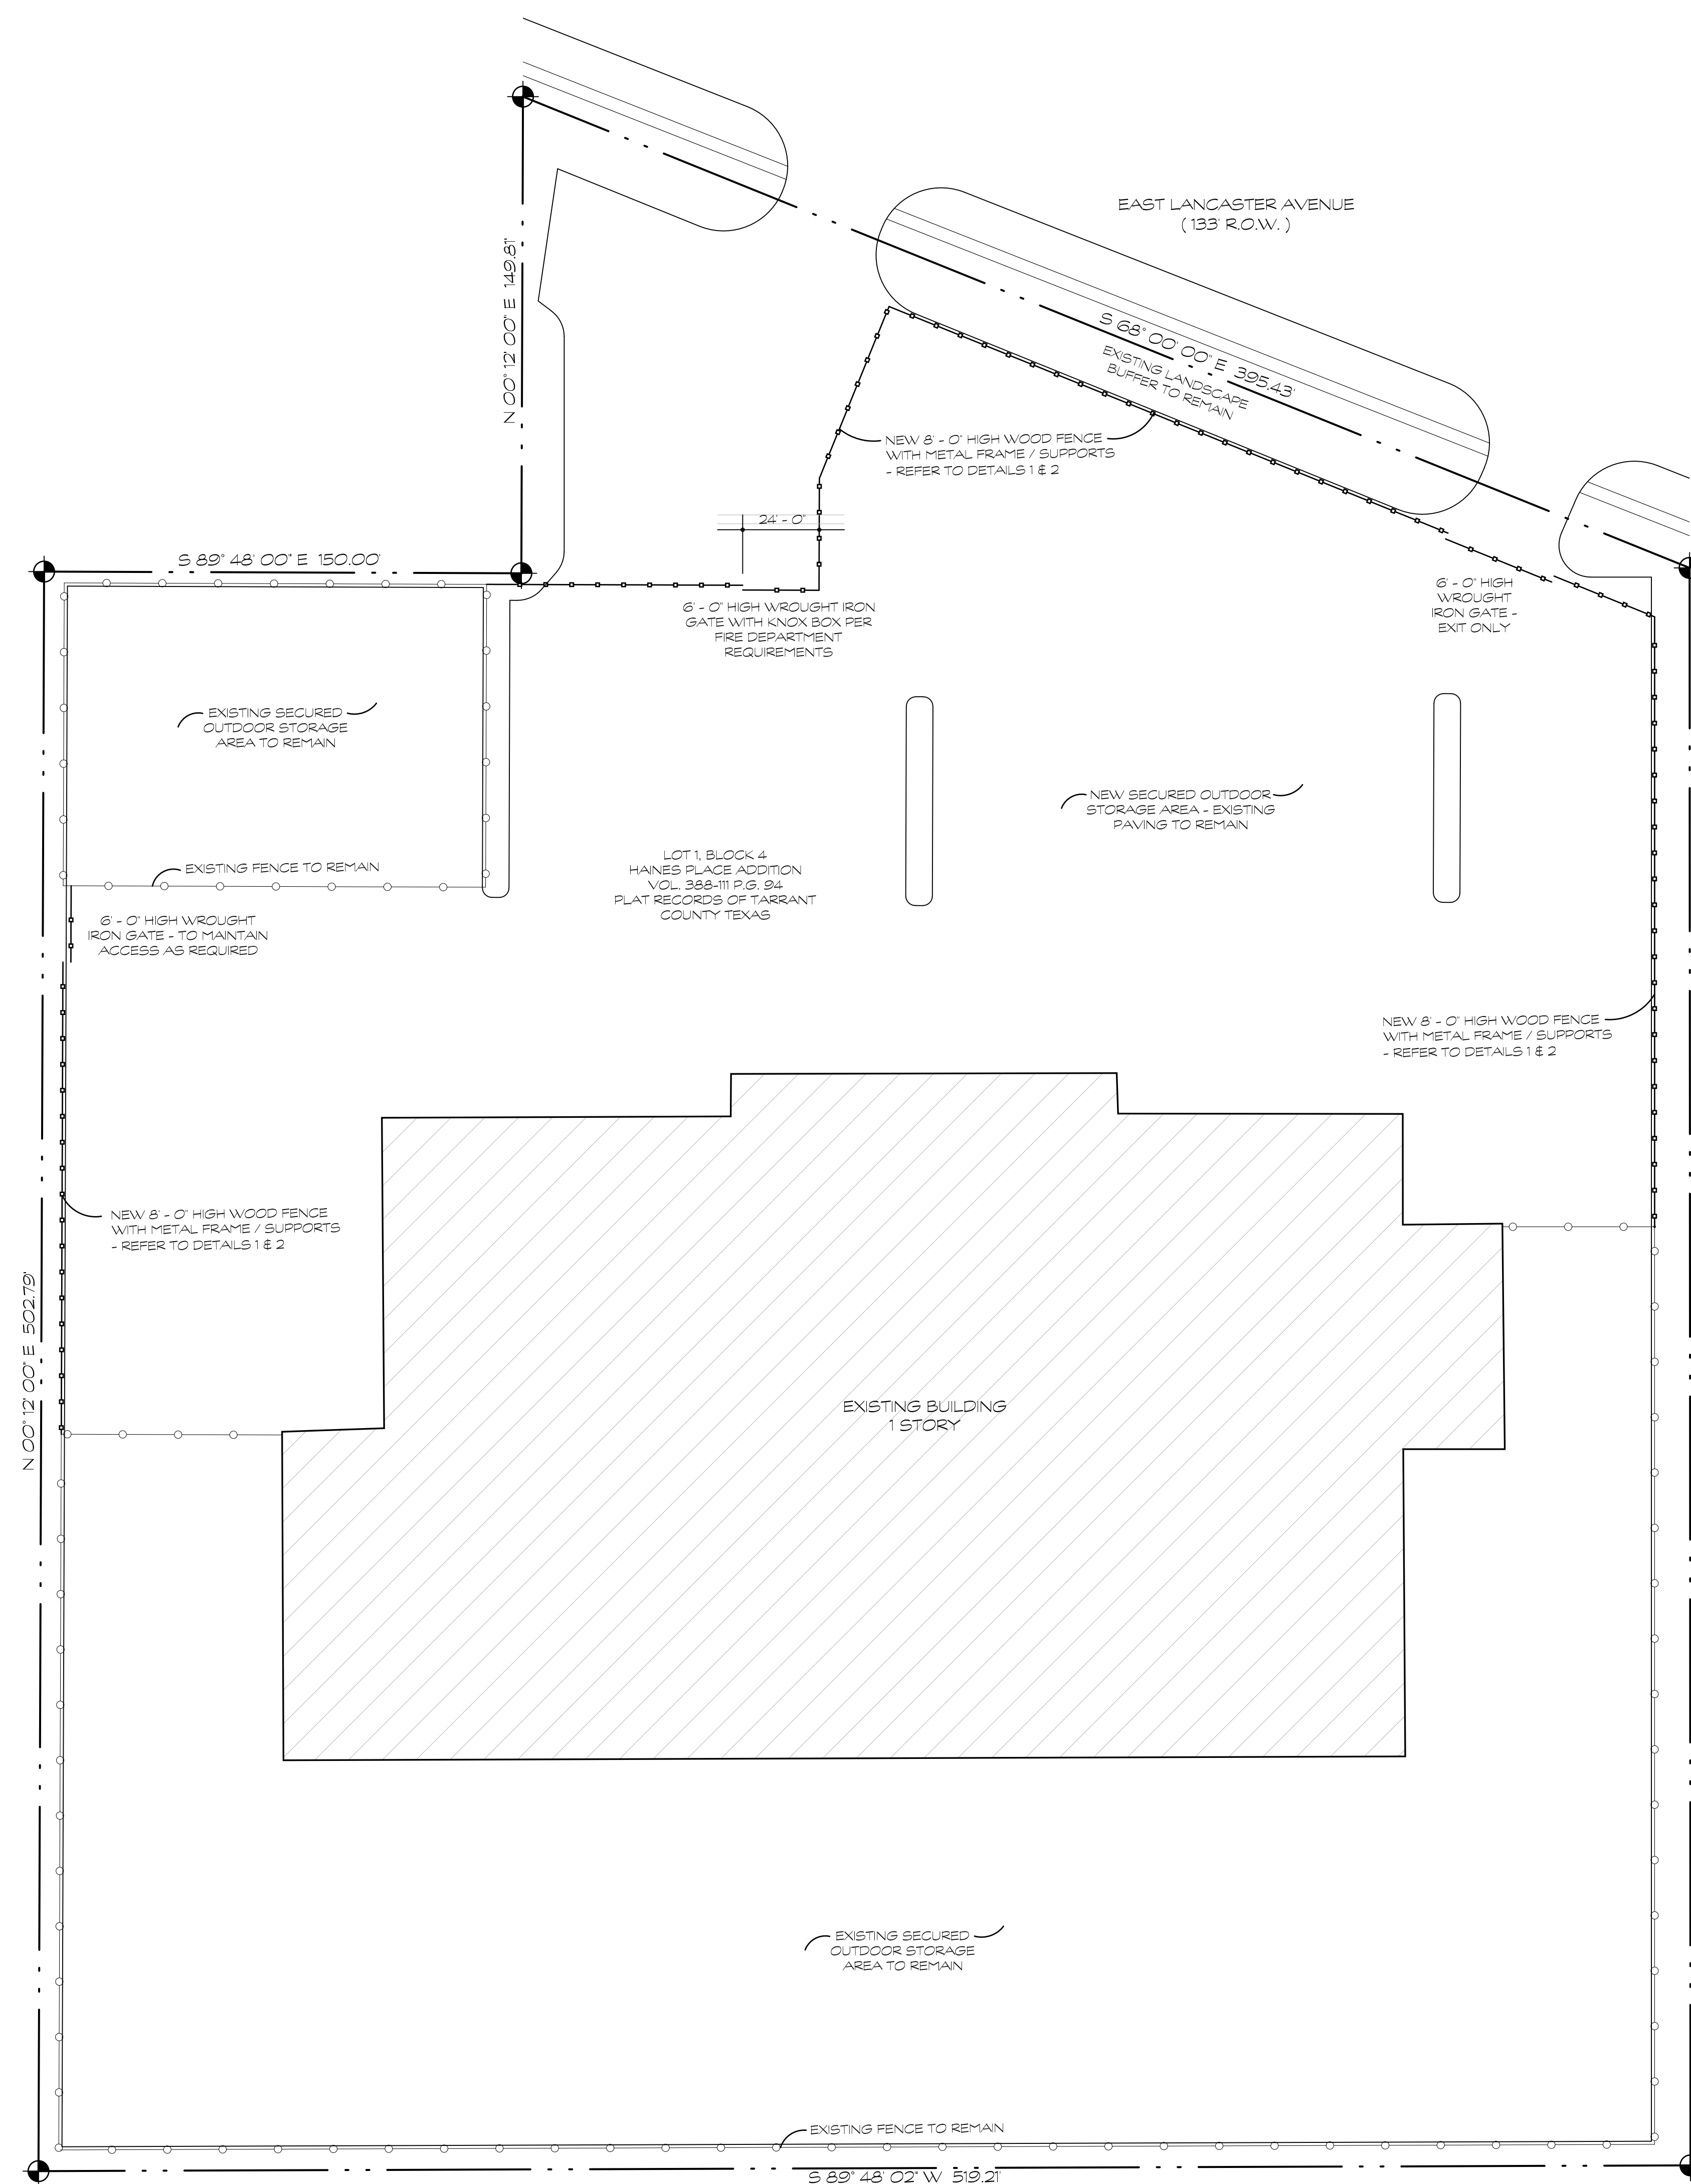 EAST LANCASTER AVENUE
( 133' R.O.W. )
N 00° 12' 00" E 149.81'
S 68° 00' 00" E 395.43'
EXISTING LANDSCAPE
BUFFER TO REMAIN
NEW 8' - 0" HIGH WOOD FENCE
WITH METAL FRAME / SUPPORTS
- REFER TO DETAILS 1 & 2
24' - 0"
S 89° 48' 00" E 150.00'
6' - 0" HIGH WROUGHT IRON
GATE WITH KNOX BOX PER
FIRE DEPARTMENT
REQUIREMENTS
6' - 0" HIGH
WROUGHT
IRON GATE -
EXIT ONLY
EXISTING SECURED
OUTDOOR STORAGE
AREA TO REMAIN
NEW SECURED OUTDOOR
STORAGE AREA - EXISTING
PAVING TO REMAIN
EXISTING FENCE TO REMAIN
LOT 1, BLOCK 4
HAINES PLACE ADDITION
VOL. 388-111 P.G. 94
PLAT RECORDS OF TARRANT
COUNTY TEXAS
6' - 0" HIGH WROUGHT
IRON GATE - TO MAINTAIN
ACCESS AS REQUIRED
NEW 8' - 0" HIGH WOOD FENCE
WITH METAL FRAME / SUPPORTS
- REFER TO DETAILS 1 & 2
NEW 8' - 0" HIGH WOOD FENCE
WITH METAL FRAME / SUPPORTS
- REFER TO DETAILS 1 & 2
N 00° 12' 00" E 502.79'
EXISTING BUILDING
1 STORY
EXISTING SECURED
OUTDOOR STORAGE
AREA TO REMAIN
EXISTING FENCE TO REMAIN
S 89° 48' 02" W 519.21'